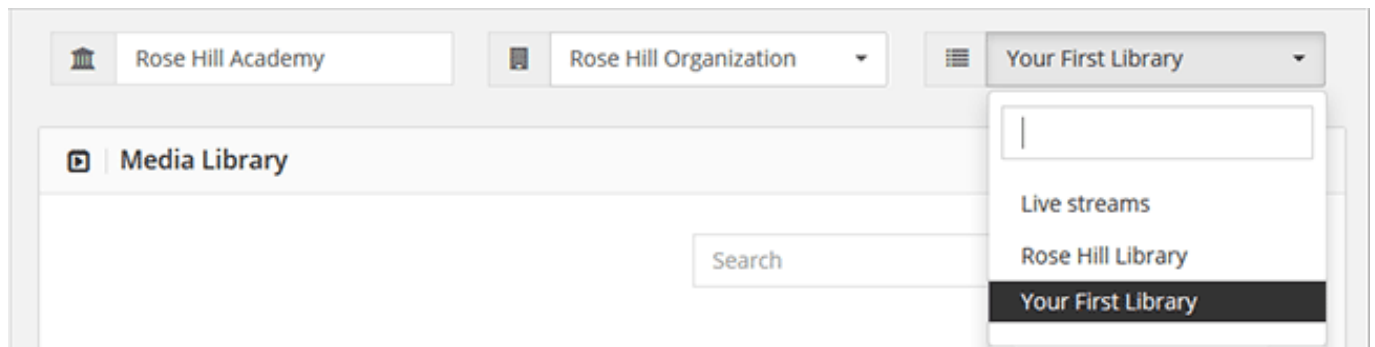 Rose Hill Academy
Rose Hill Organization
Your First Library
Media Library
Search
Live streams
Rose Hill Library
Your First Library